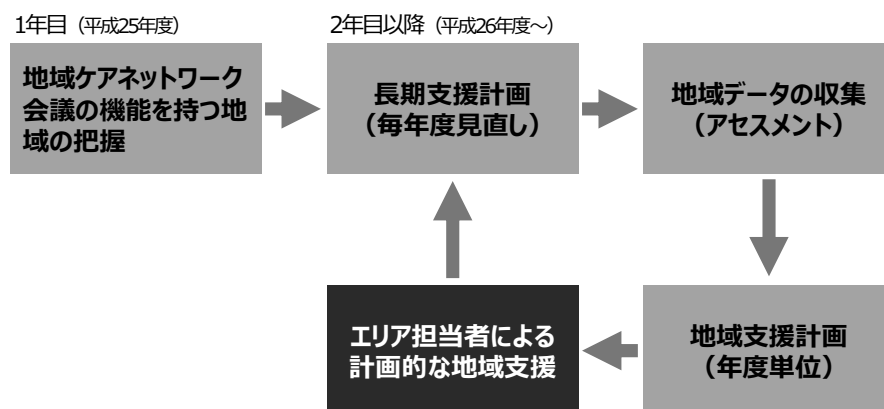 1年目（平成25年度）
2年目以降（平成26年度～）
地域ケアネットワーク
会議の機能を持つ地
域の把握
長期支援計画
（毎年度見直し）
地域データの収集
（アセスメント）
エリア担当者による
計画的な地域支援
地域支援計画
（年度単位）